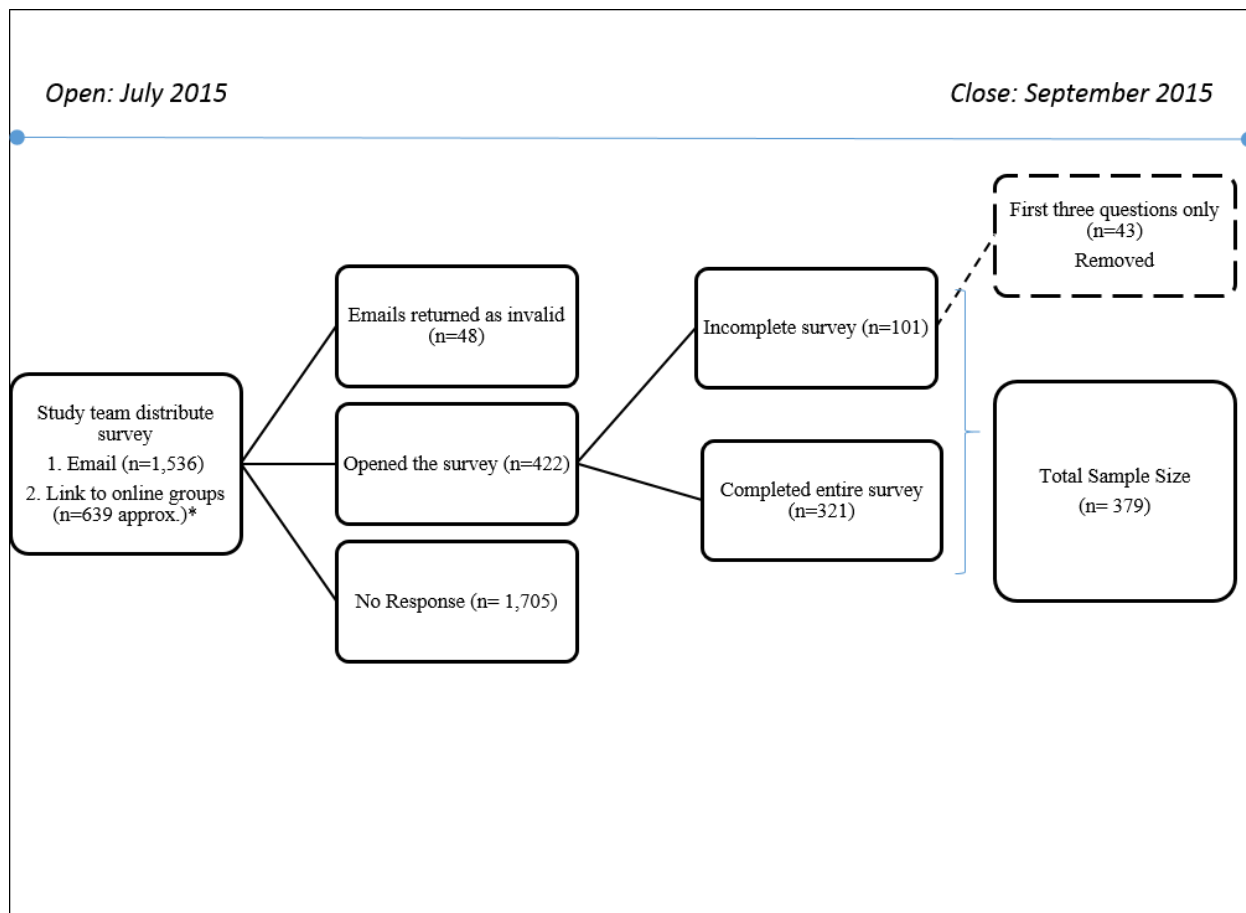 Open: July 2015
Close: September 2015
First three questions only
(n=43)
Removed
Emails returned as invalid
(n=48)
Incomplete survey (n=101)
Study team distribute
survey
1. Email (n=1,536)
2. Link to online groups
(n=639 approx.)*
Opened the survey (n=422)
Completed entire survey
(n=321)
Total Sample Size
(n= 379)
No Response (n= 1,705)